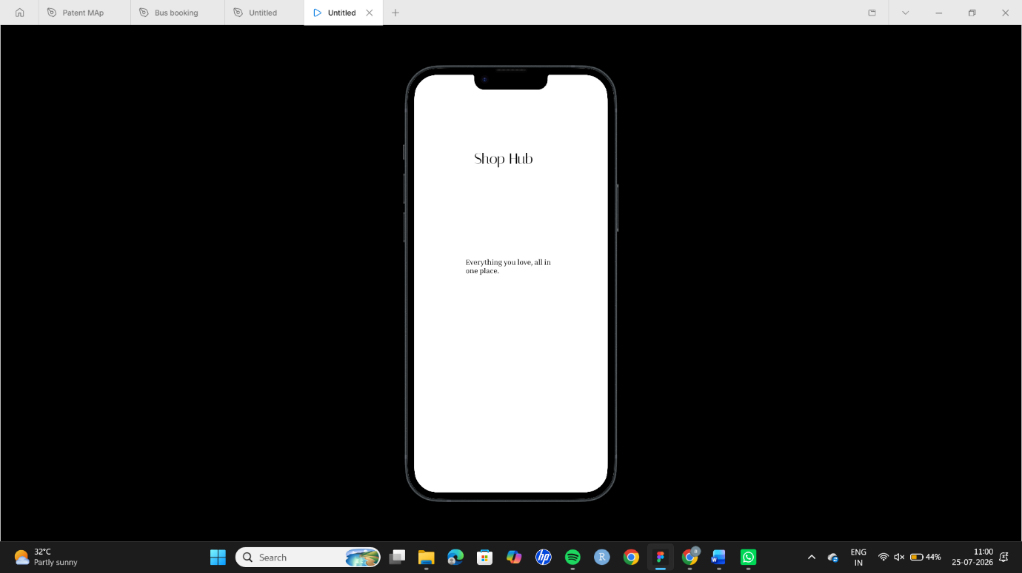 Patent MAp
Bus booking
Untitled
Untitled
Shop Hub
Everything you love, all in
one place.
32°C
Partly sunny
Search
ENG
IN
44%
11:00
25-07-2026